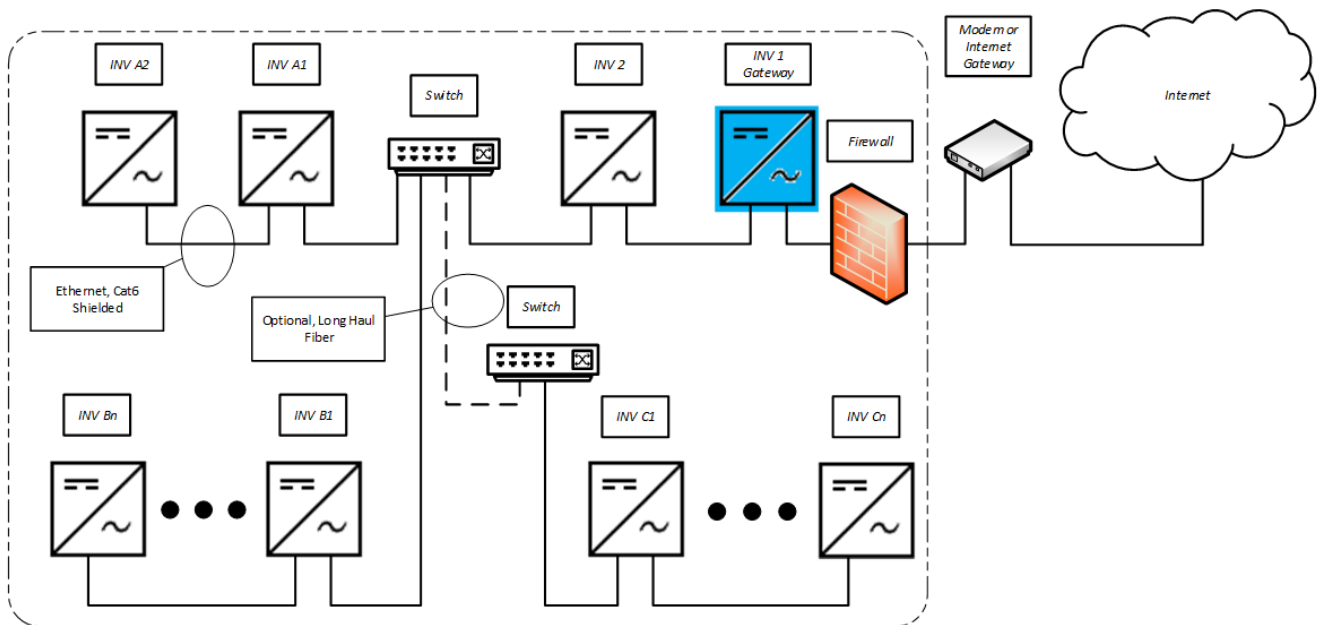 INV A2
INV A1
Switch
INV 2
INV 1
Gateway
Modem or
Internet
Gateway
Internet
Firewall
Ethernet, Cat6
Shielded
Optional, Long Haul
Fiber
Switch
INV Bn
INV B1
INV C1
INV Cn